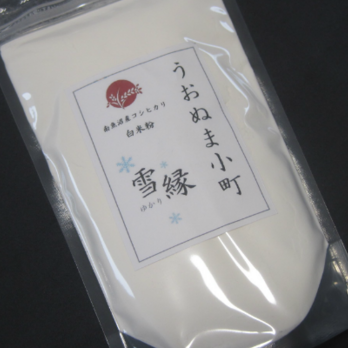 うおぬま小町
南魚沼産コシヒカリ
白米粉
雪縁
ゆかり